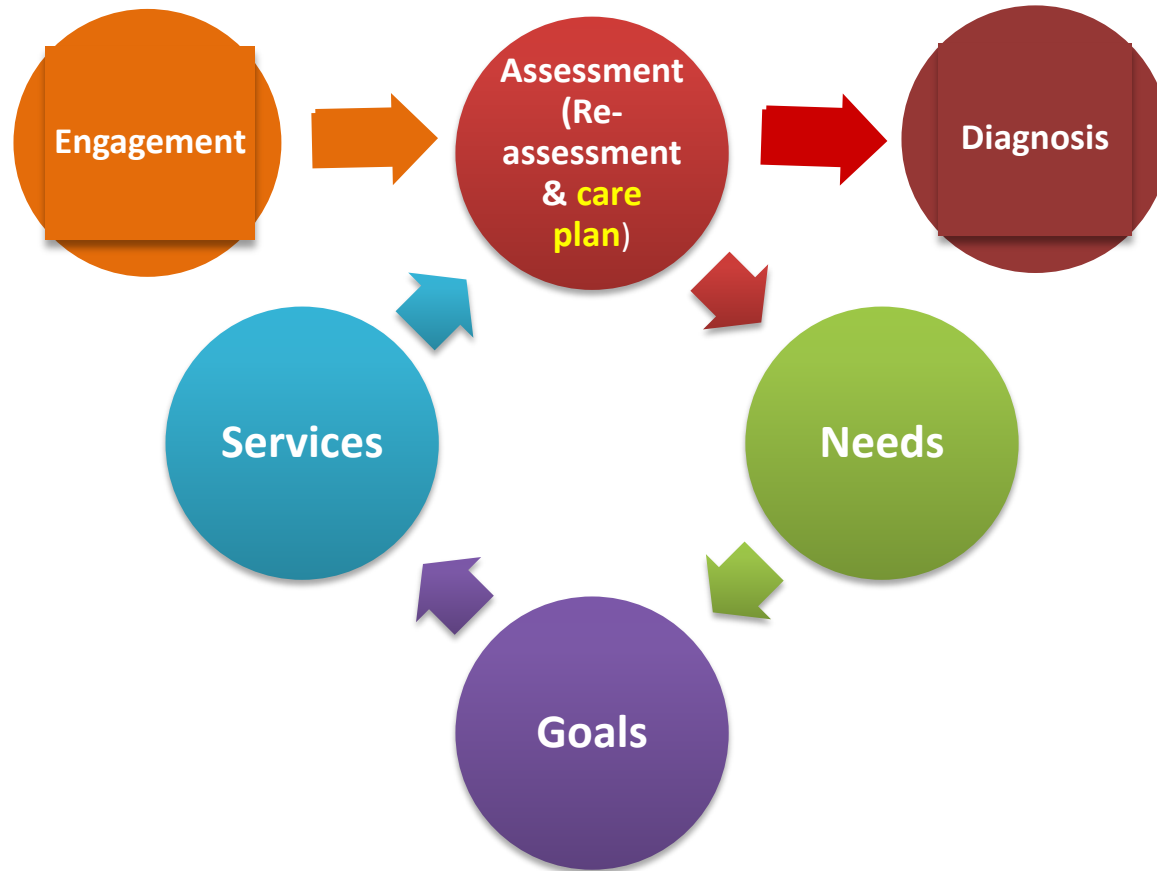 Engagement
Assessment
(Re-
assessment
& care
plan)
Diagnosis
Services
Needs
Goals